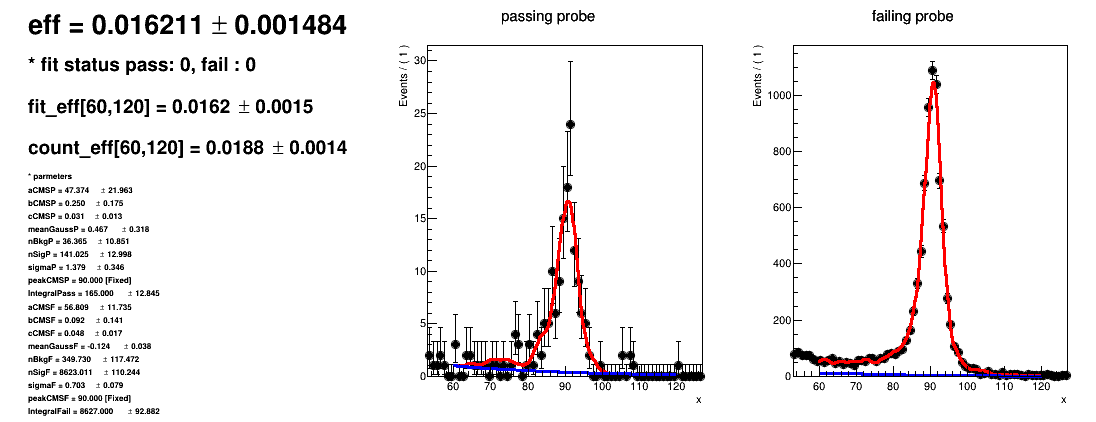 eff = 0.016211 ± 0.001484
* fit status pass: 0, fail : 0
fit_eff[60,120] = 0.0162 ± 0.0015
count_eff[60,120] = 0.0188 ± 0.0014
* parmeters
aCMSP = 47.374 ± 21.963
bCMSP = 0.250 ± 0.175
cCMSP = 0.031 ± 0.013
meanGaussP = 0.467 ± 0.318
nBkgP = 36.365 ± 10.851
nSigP = 141.025 ± 12.998
sigmaP = 1.379 ± 0.346
peakCMSP = 90.000 [Fixed]
IntegralPass = 165.000 ± 12.845
aCMSF = 56.809 ± 11.735
bCMSF = 0.092 ± 0.141
cCMSF = 0.048 ± 0.017
meanGaussF = -0.124 ± 0.038
nBkgF = 349.730 ± 117.472
nSigF = 8623.011 ± 110.244
sigmaF = 0.703 ± 0.079
peakCMSF = 90.000 [Fixed]
IntegralFail = 8627.000 ± 92.882
passing probe
Events / ( 1 )
30
25
20
15
10
5
0
60 70 80 90 100 110 120
x
failing probe
Events / ( 1 )
1000
800
600
400
200
0
60 70 80 90 100 110 120
x